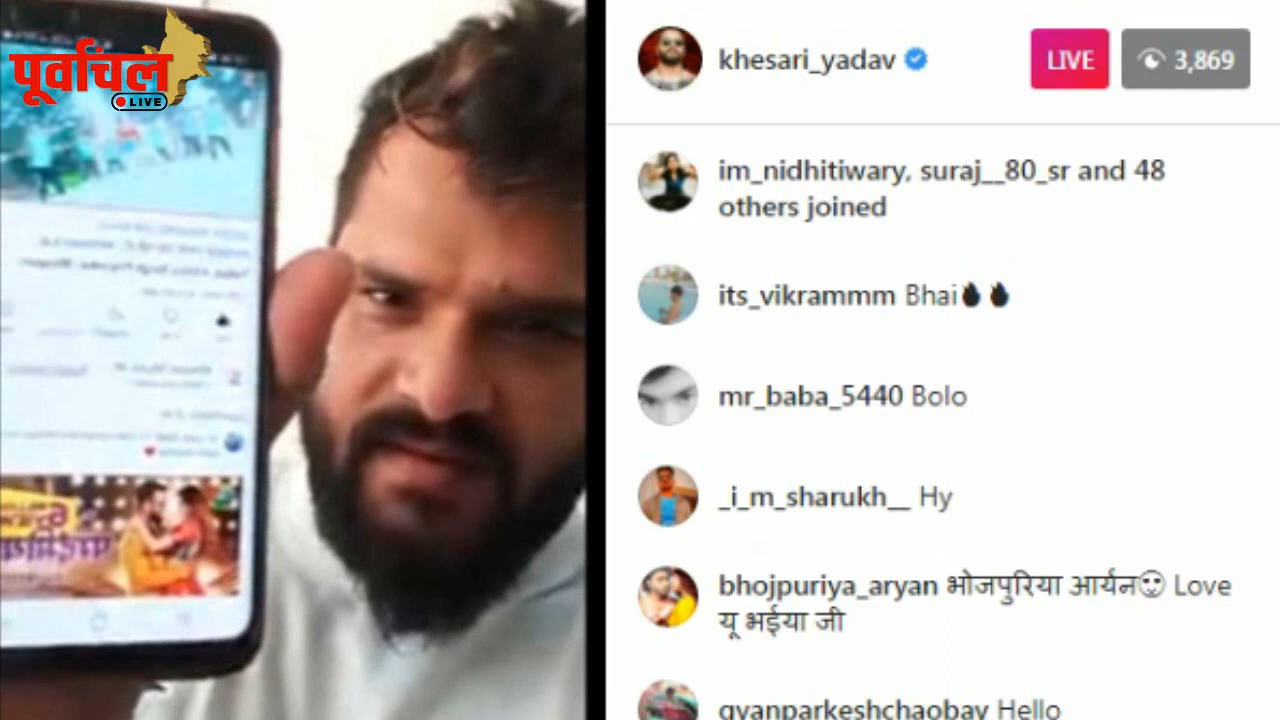 पूर्वांचल
LIVE
khesari_yadav
LIVE
3,869
im_nidhitiwary, suraj__80_sr and 48
others joined
its_vikrammm Bhai
mr_baba_5440 Bolo
_i_m_sharukh__ Hy
bhojpuriya_aryan भोजपुरिया आर्यन Love
यू भईया जी
gyanparkeshchaobay Hello